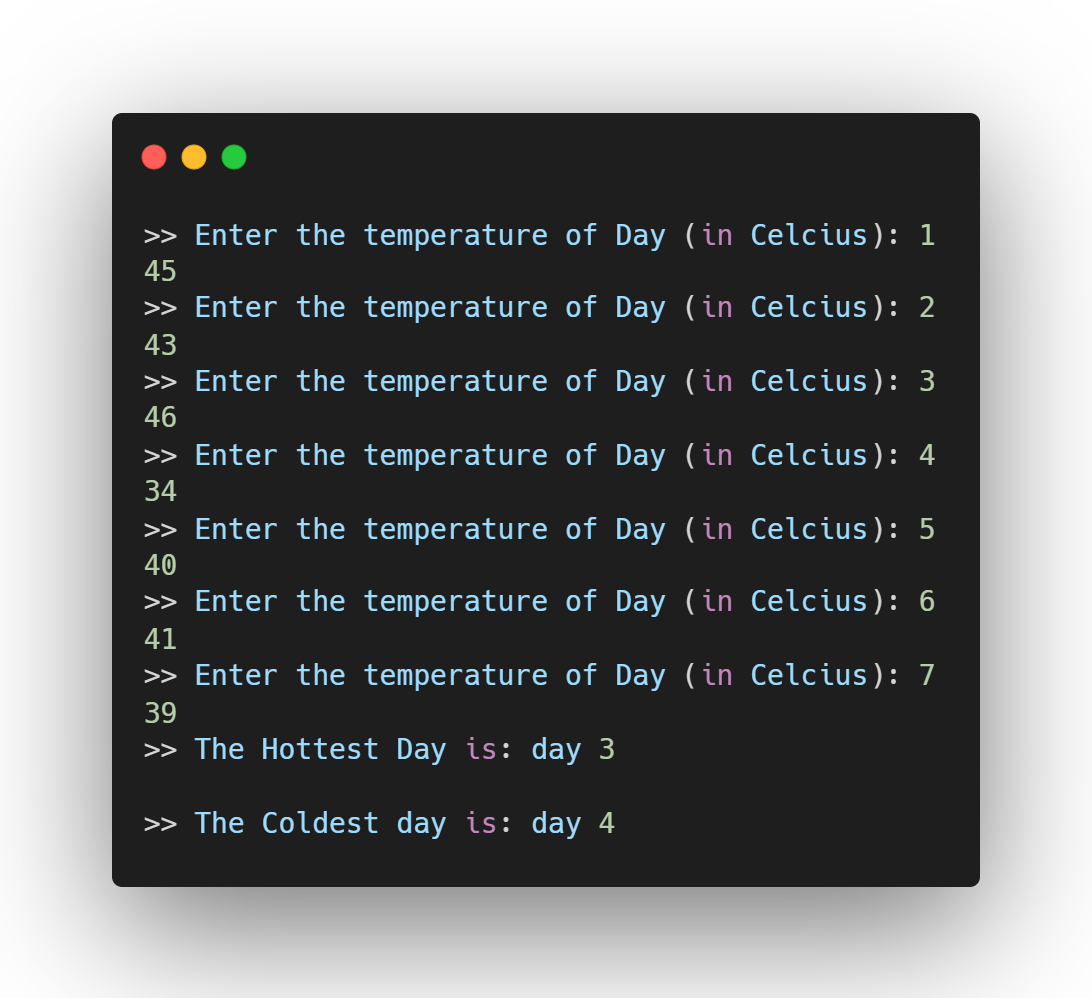 >> Enter the temperature of Day (in Celcius): 1
45
>> Enter the temperature of Day (in Celcius): 2
43
>> Enter the temperature of Day (in Celcius): 3
46
>> Enter the temperature of Day (in Celcius): 4
34
>> Enter the temperature of Day (in Celcius): 5
40
>> Enter the temperature of Day (in Celcius): 6
41
>> Enter the temperature of Day (in Celcius): 7
39
>> The Hottest Day is: day 3
>> The Coldest day is: day 4